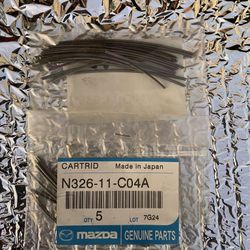 CARTRID
Made in Japan
N326-11-C04A
QTY 5 LOT 7G24
mazda GENUINE PARTS